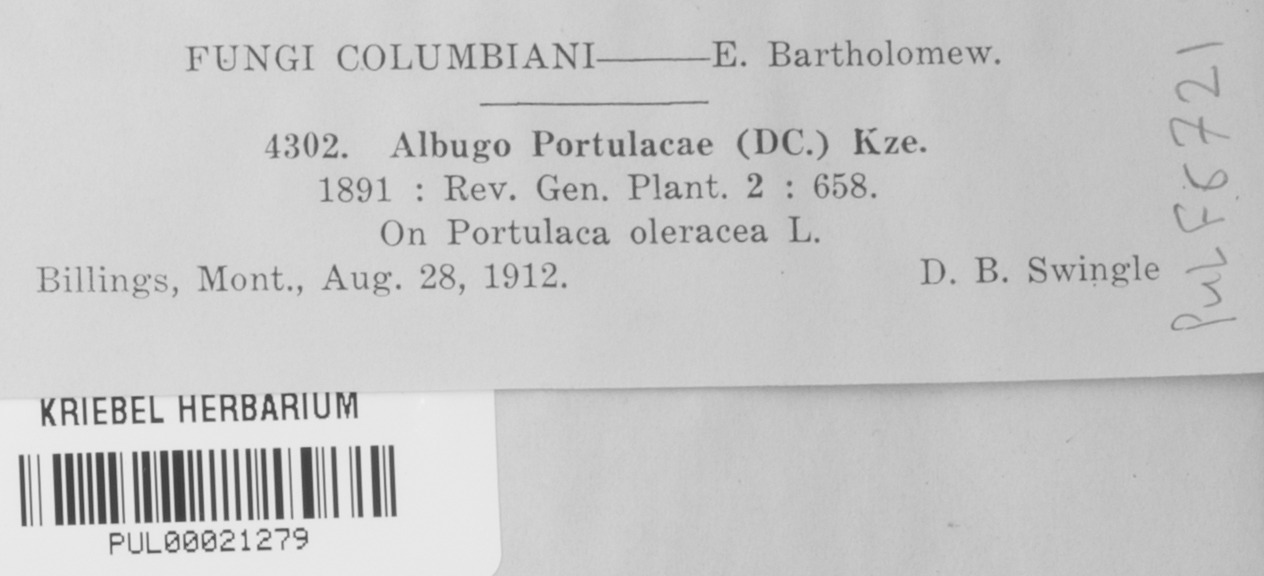 FUNGI COLUMBIANI——E. Bartholomew.
4302. Albugo Portulacae (DC.) Kze.
1891 : Rev. Gen. Plant. 2 : 658.
On Portulaca oleracea L.
Billings, Mont., Aug. 28, 1912. D. B. Swingle
PUL F6721
KRIEBEL HERBARIUM
PUL00021279